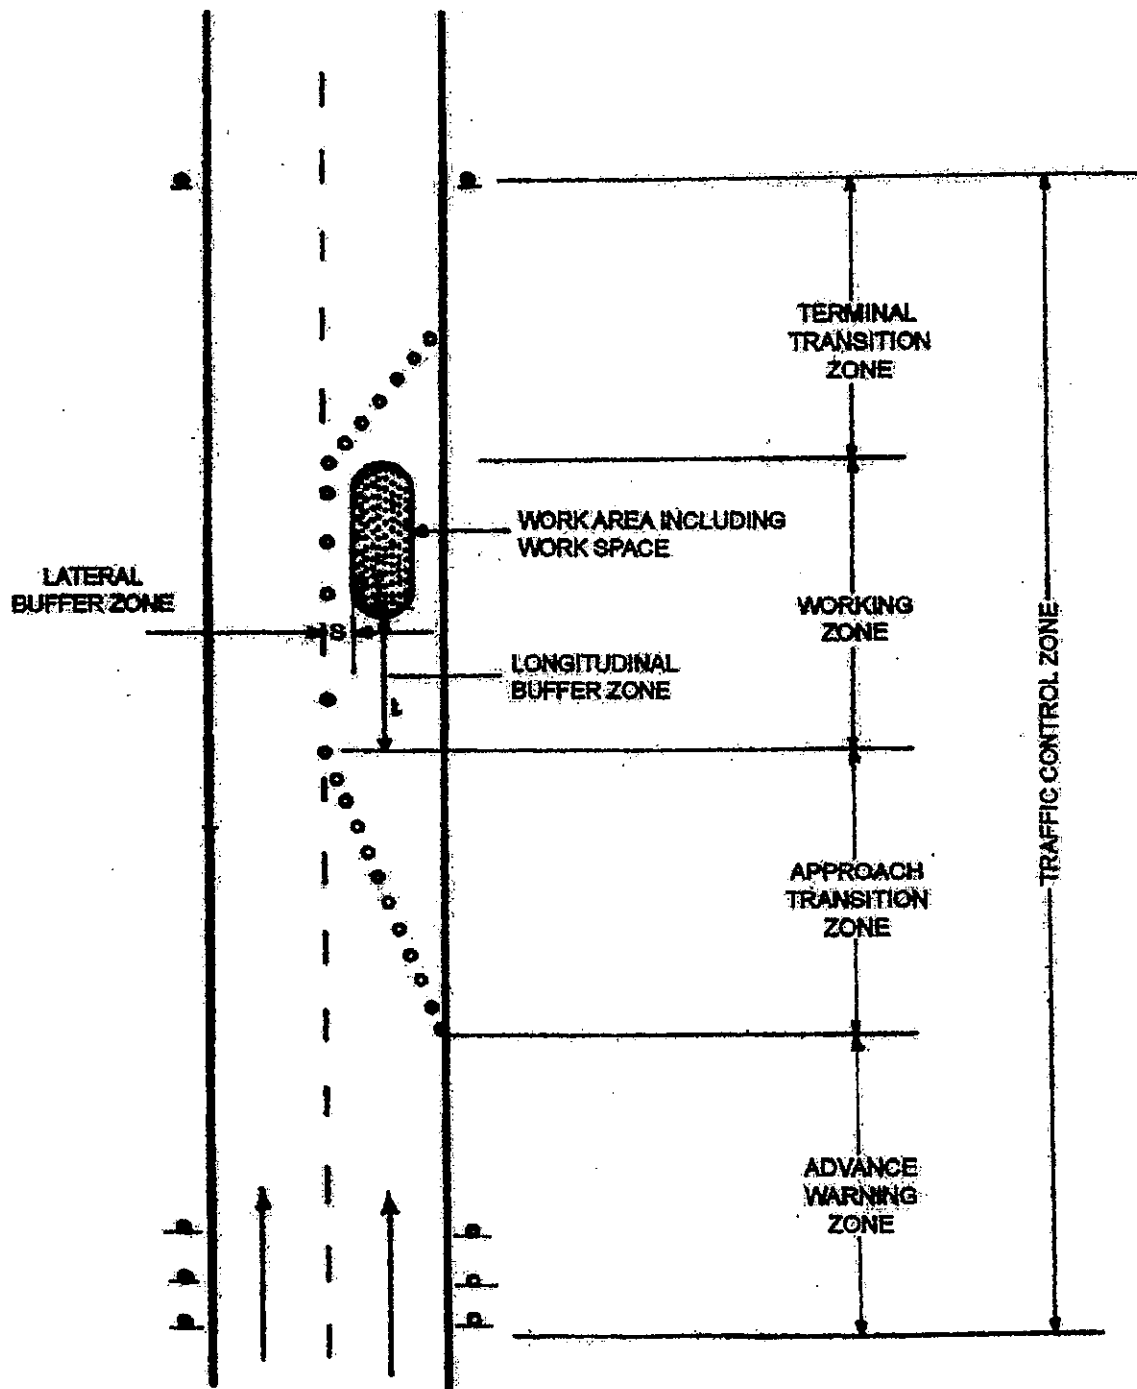 TERMINAL
TRANSITION
ZONE
WORK AREA INCLUDING
WORK SPACE
LATERAL
BUFFER ZONE
WORKING
ZONE
S
LONGITUDINAL
BUFFER ZONE
TRAFFIC CONTROL ZONE
APPROACH
TRANSITION
ZONE
ADVANCE
WARNING
ZONE